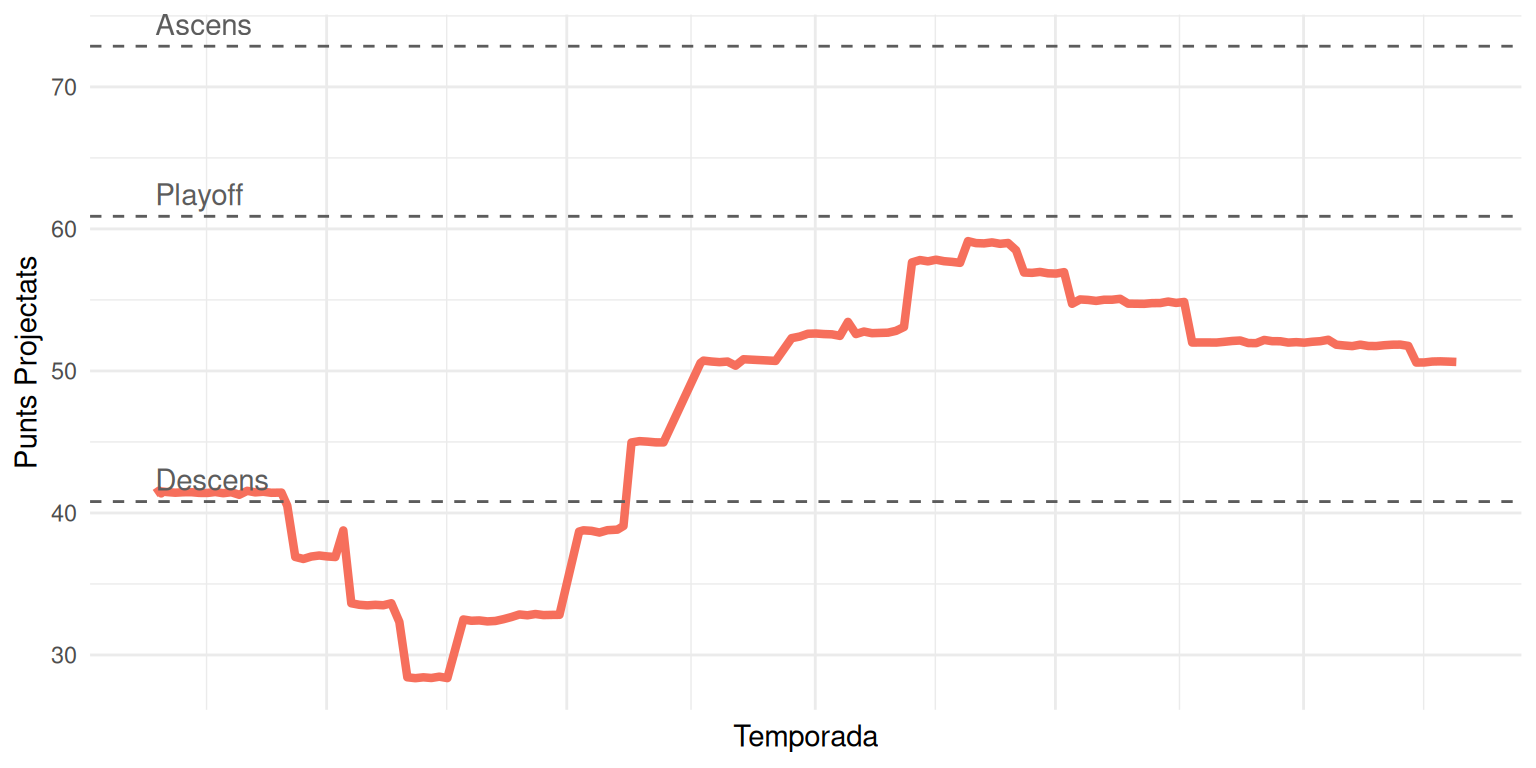 Ascens
70
Playoff
60
Punts Projectats
50
Descens
40
30
Temporada